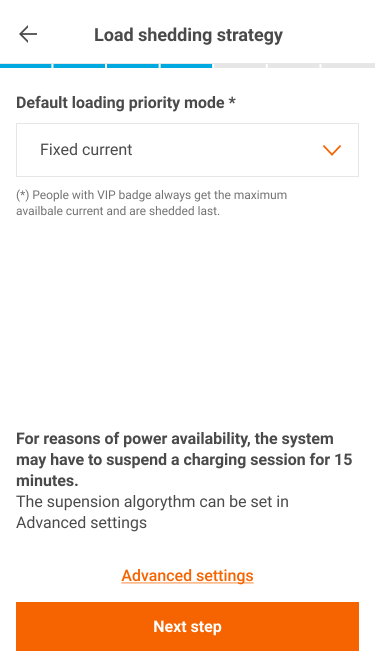 Load shedding strategy
Default loading priority mode *
Fixed current
(*) People with VIP badge always get the maximum
availbale current and are shedded last.
For reasons of power availability, the system
may have to suspend a charging session for 15
minutes.
The supension algorythm can be set in
Advanced settings
Advanced settings
Next step